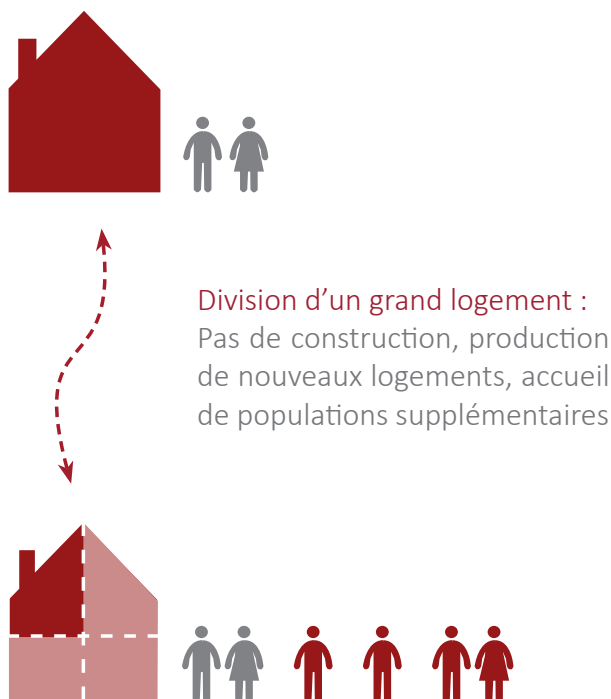 Division d’un grand logement :
Pas de construction, production
de nouveaux logements, accueil
de populations supplémentaires